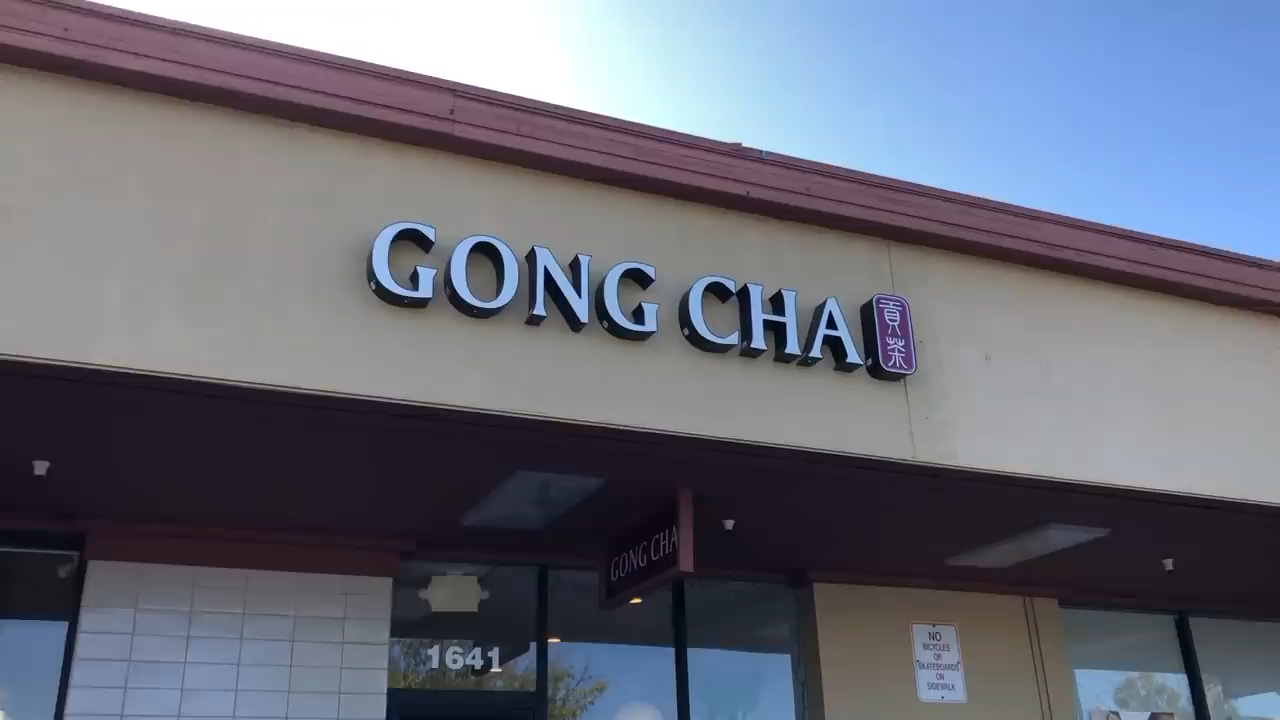 GONG CHA
貢茶
GONG CHA
1641
NO
BICYCLES
OR
SKATEBOARDS
ON
SIDEWALK